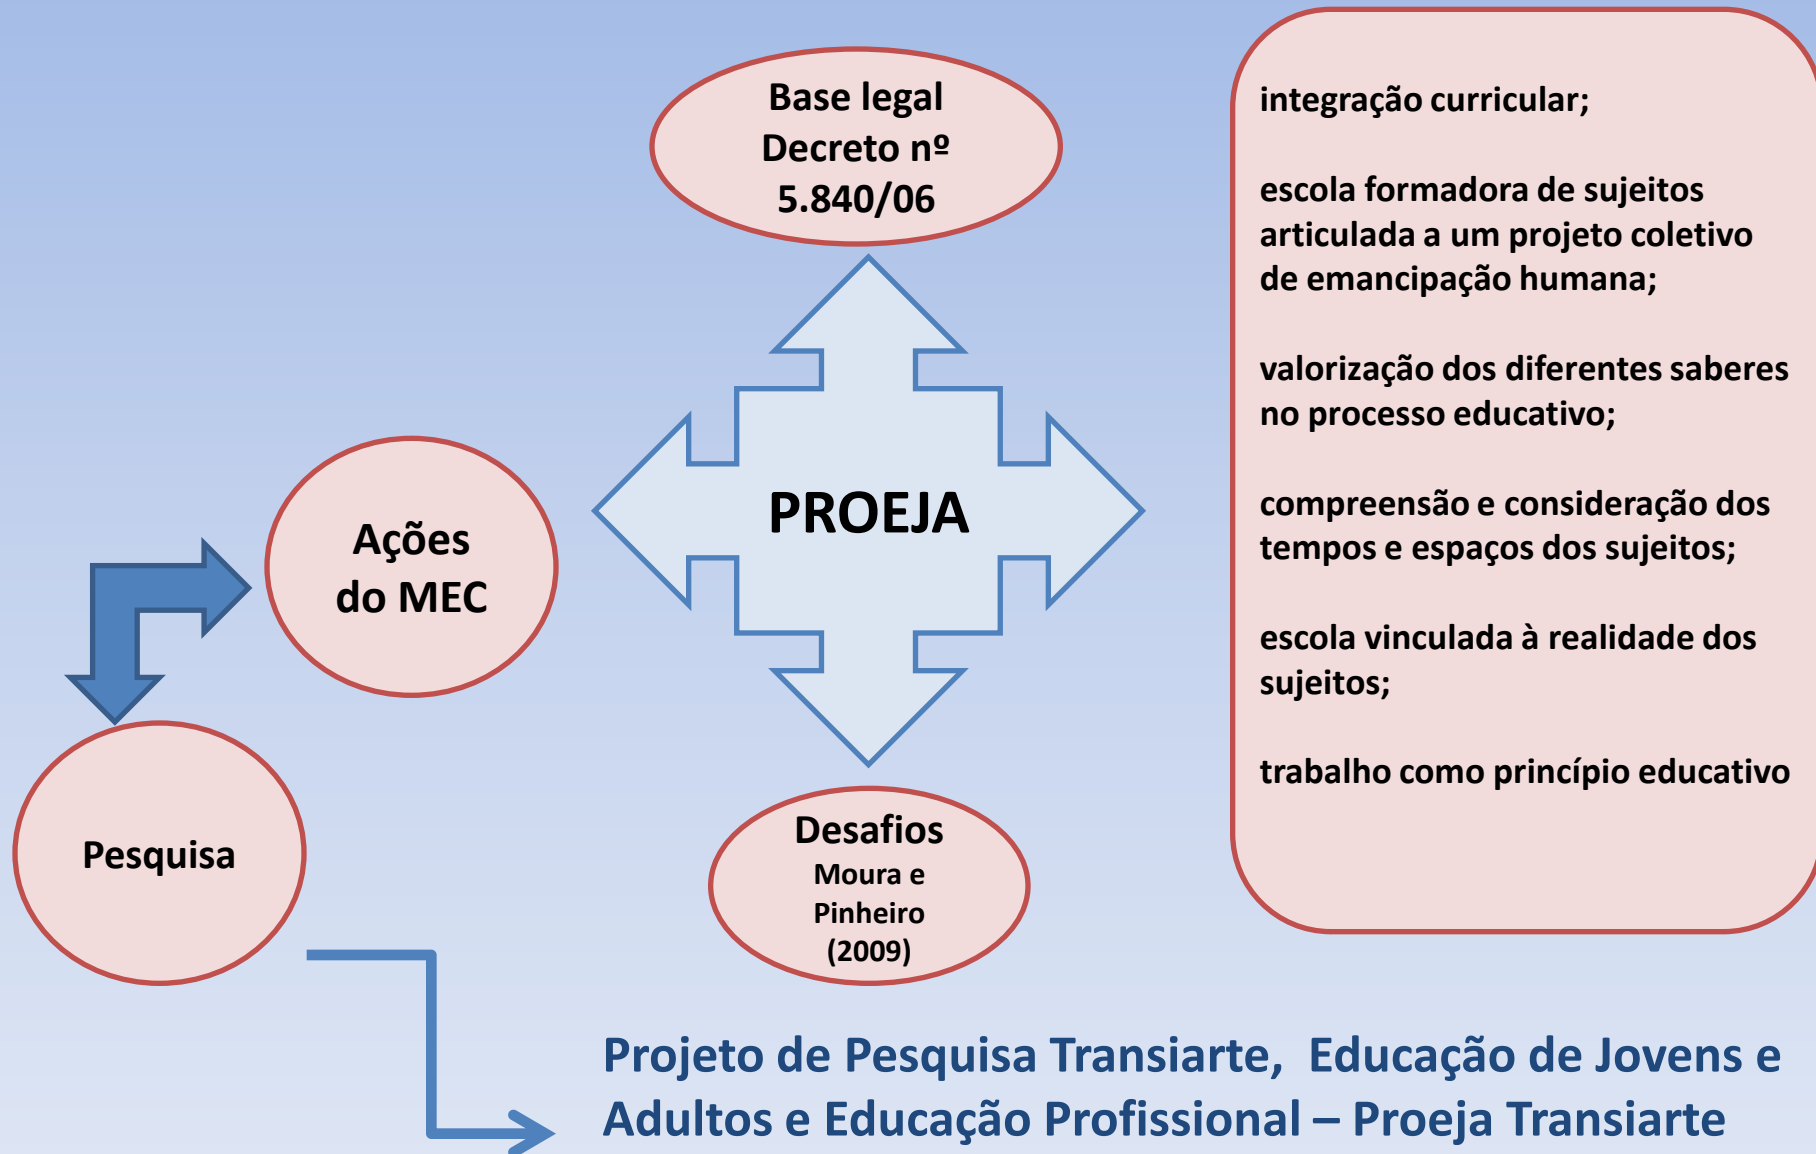 Base legal
Decreto nº
5.840/06
PROEJA
Ações
do MEC
Pesquisa
Desafios
Moura e
Pinheiro
(2009)
integração curricular;
escola formadora de sujeitos
articulada a um projeto coletivo
de emancipação humana;
valorização dos diferentes saberes
no processo educativo;
compreensão e consideração dos
tempos e espaços dos sujeitos;
escola vinculada à realidade dos
sujeitos;
trabalho como princípio educativo
Projeto de Pesquisa Transiarte, Educação de Jovens e
Adultos e Educação Profissional – Proeja Transiarte